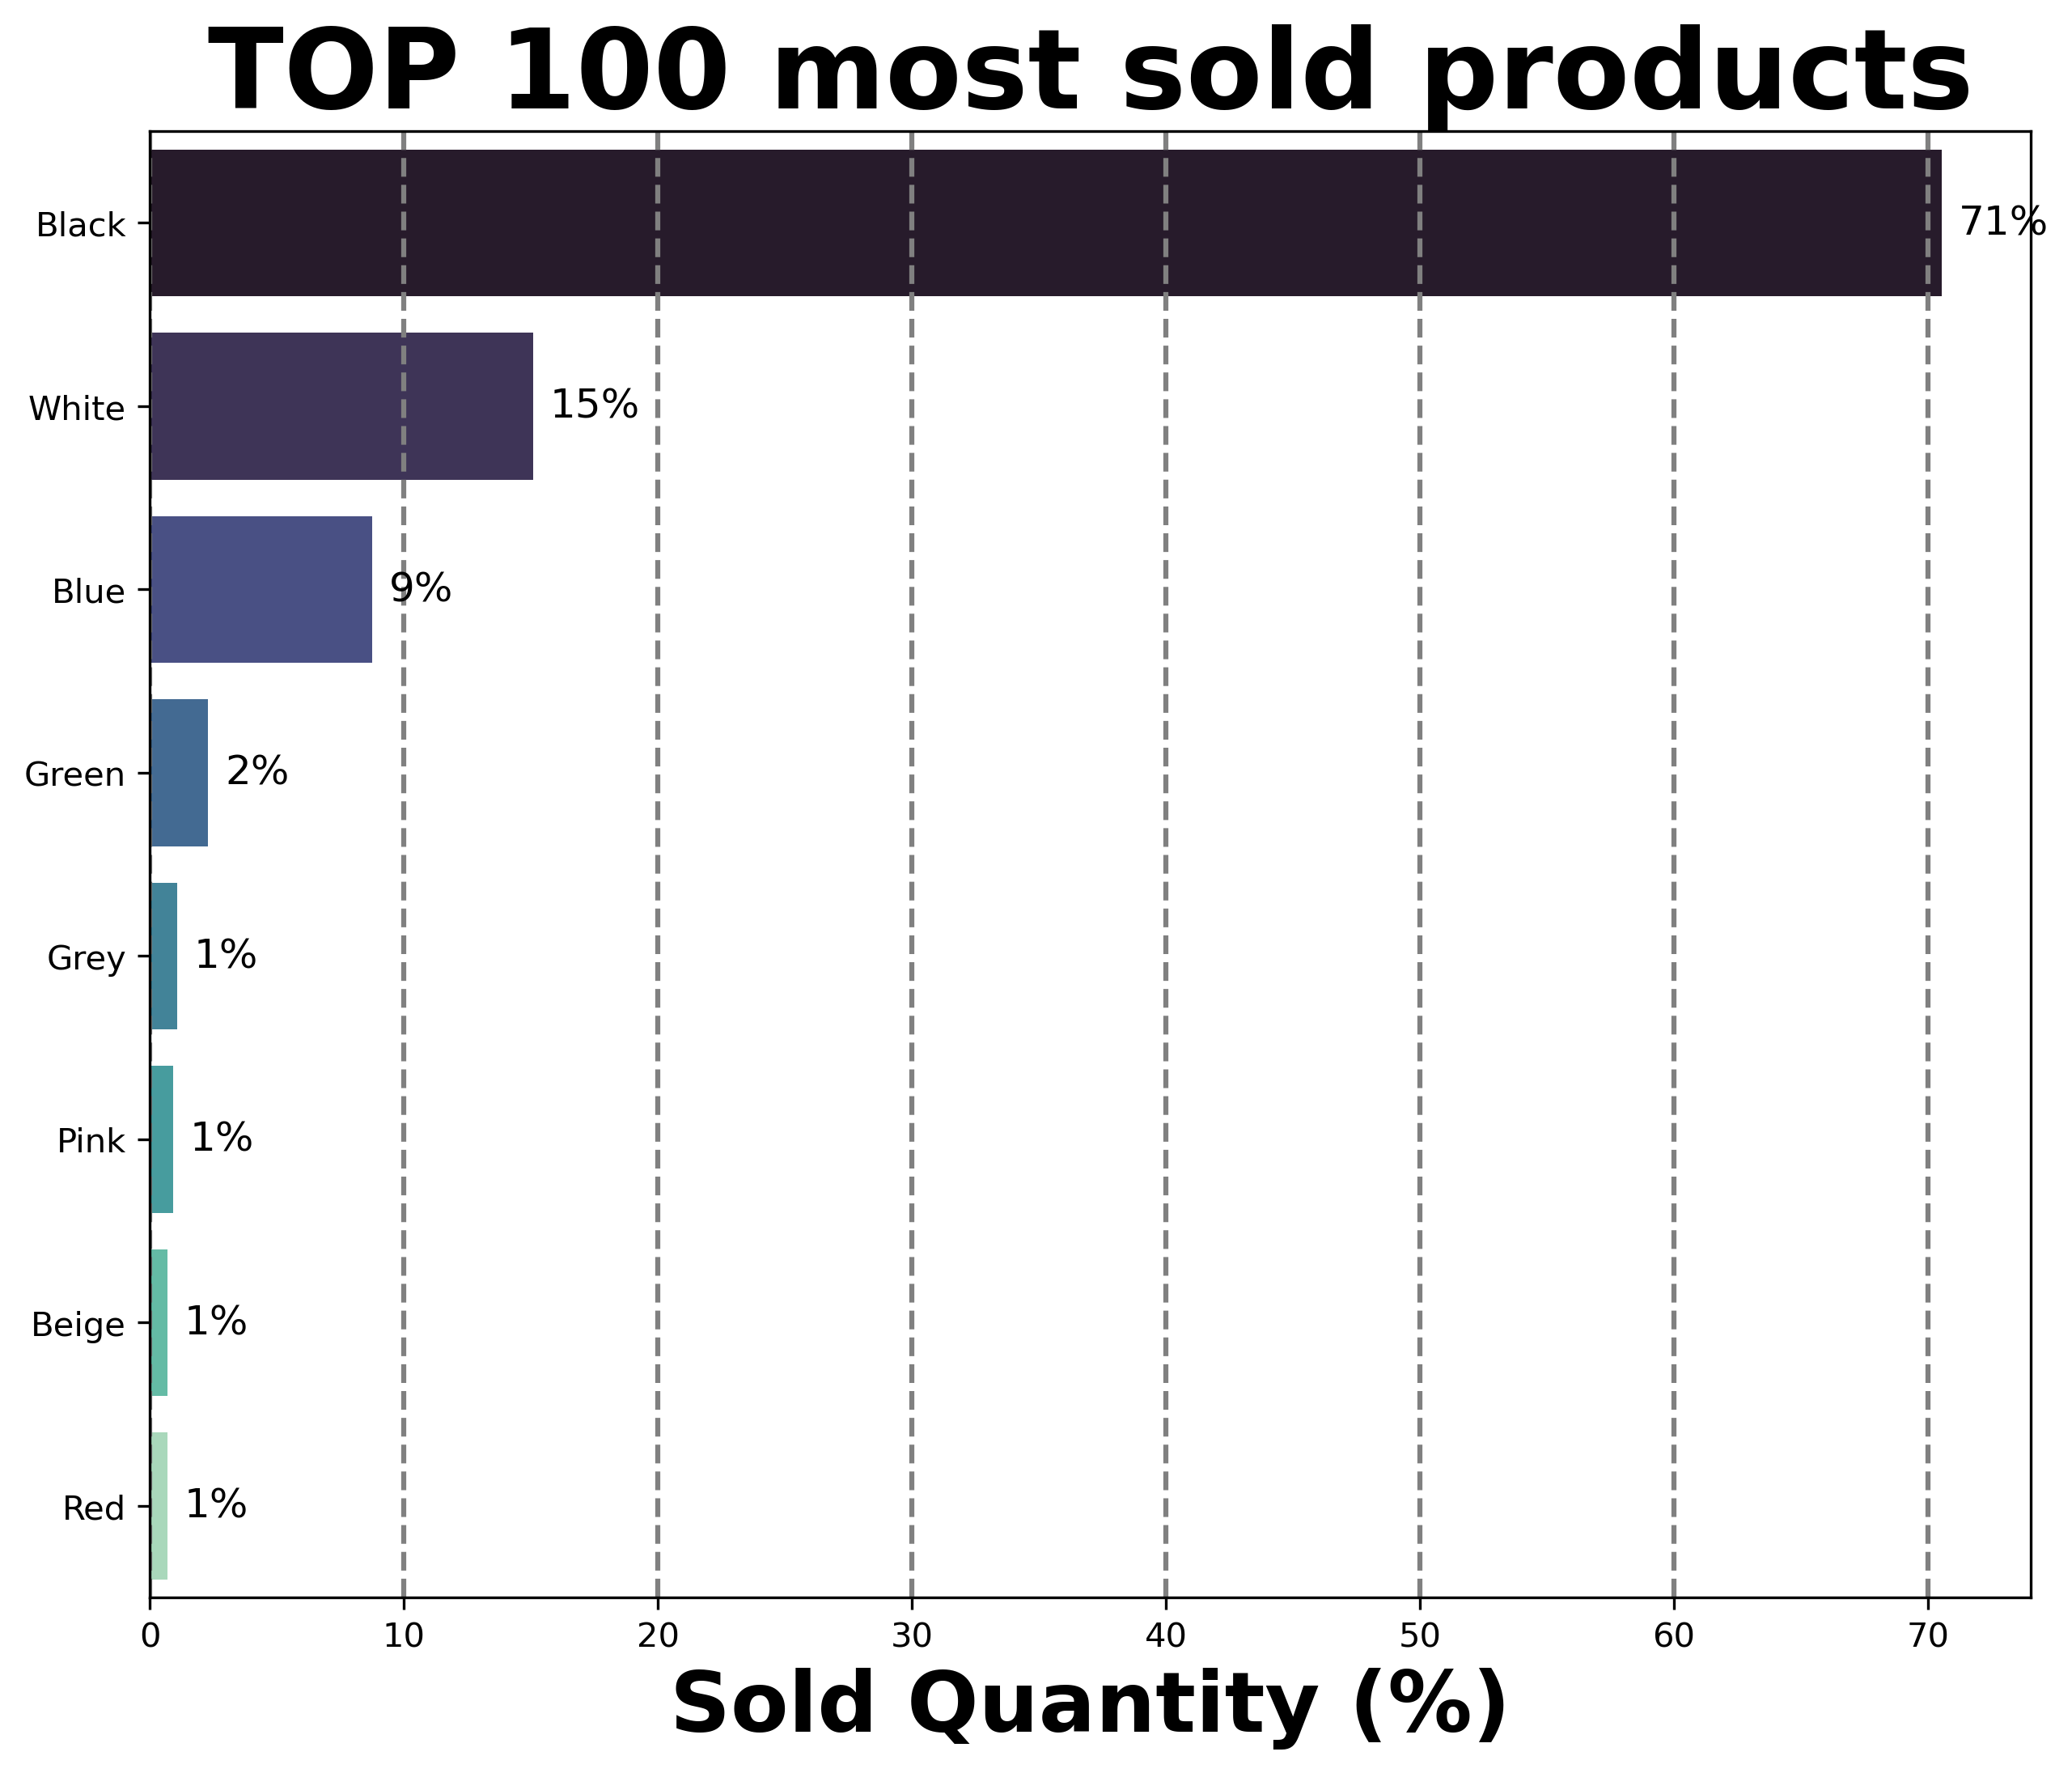 TOP 100 most sold products
Black 71%
White 15%
Blue 9%
Green 2%
Grey 1%
Pink 1%
Beige 1%
Red 1%
0 10 20 30 40 50 60 70
Sold Quantity (%)